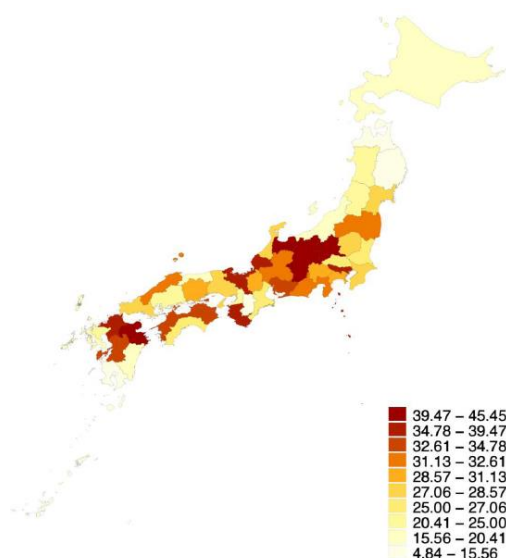 39.47 – 45.45
34.78 – 39.47
32.61 – 34.78
31.13 – 32.61
28.57 – 31.13
27.06 – 28.57
25.00 – 27.06
20.41 – 25.00
15.56 – 20.41
4.84 – 15.56